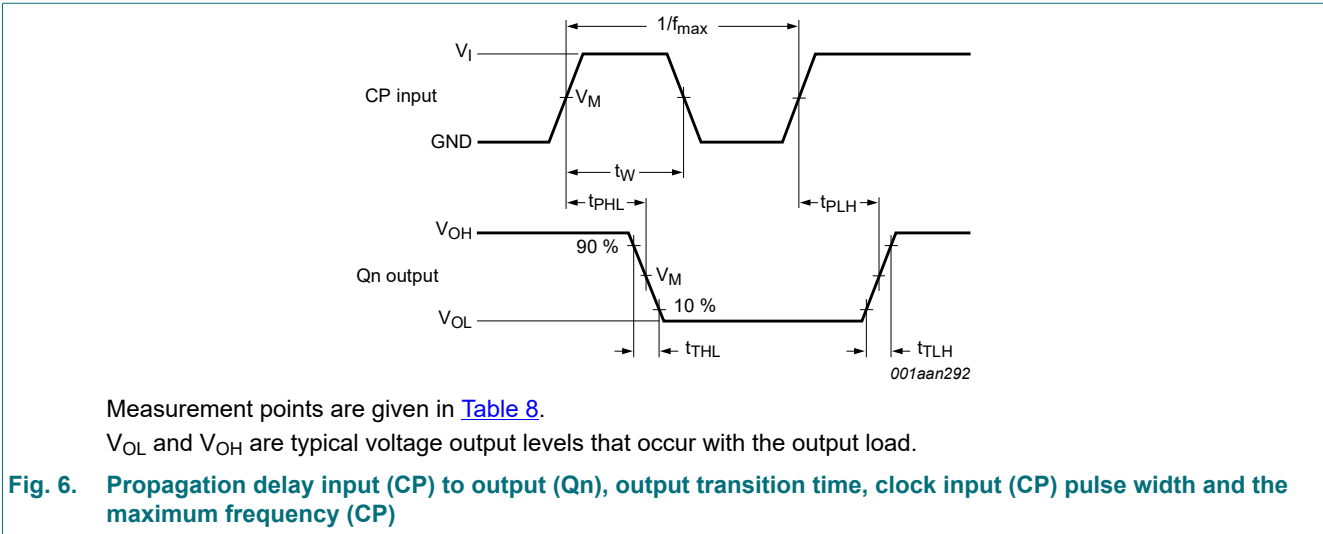 1/fmax
VI
CP input
VM
GND
tW
tPHL
tPLH
VOH
90 %
Qn output
VM
10 %
VOL
tTHL
tTLH
001aan292
Measurement points are given in Table 8.
VOL and VOH are typical voltage output levels that occur with the output load.
Fig. 6. Propagation delay input (CP) to output (Qn), output transition time, clock input (CP) pulse width and the
maximum frequency (CP)